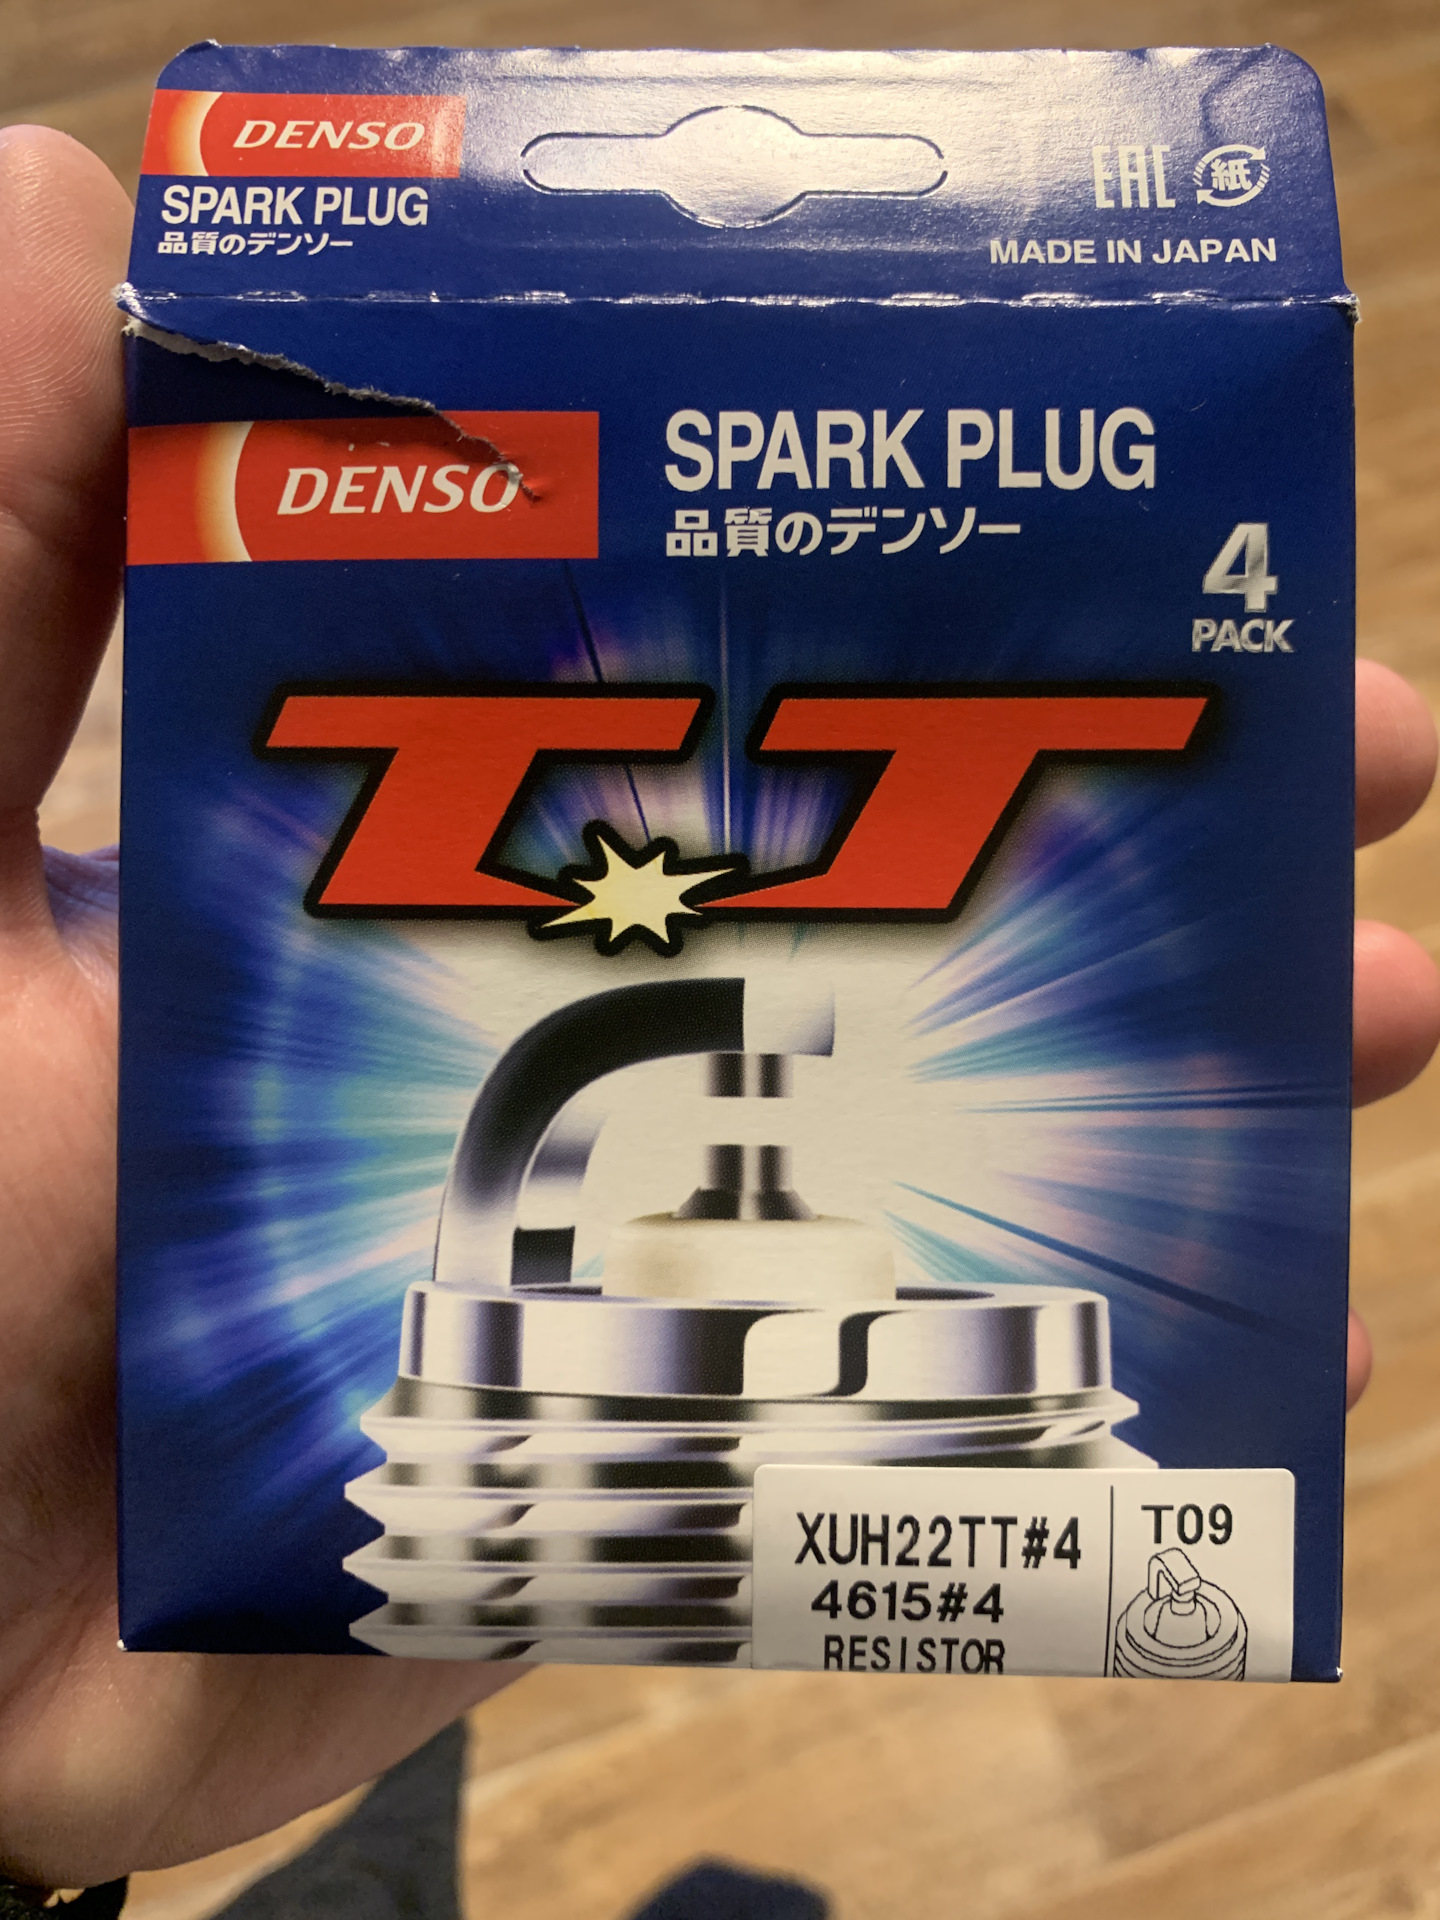 DENSO
SPARK PLUG
品質のデンソー
EAC 紙
MADE IN JAPAN
DENSO
SPARK PLUG
品質のデンソー
4
PACK
TT
XUH22TT#4
4615#4
RESISTOR
T09